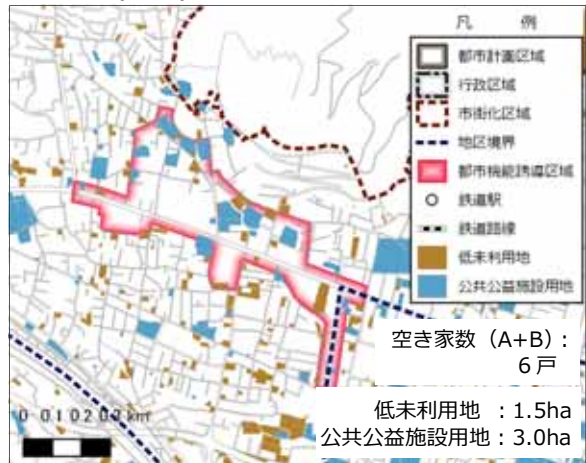 凡 例
都市計画区域
行政区域
市街化区域
地区境界
都市機能誘導区域
鉄道駅
鉄道路線
低未利用地
公共公益施設用地
空き家数（A+B）：
６戸
低未利用地 ：1.5ha
公共公益施設用地：3.0ha